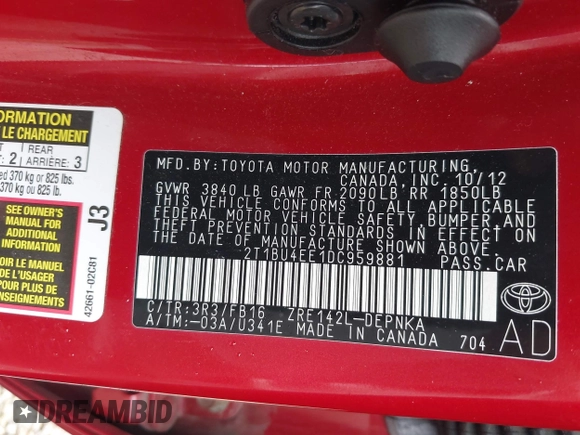 ORMATION
LE CHARGEMENT
REAR
: 2 ARRIÈRE: 3
ed 370 kg or 825 lbs.
370 kg ou 825 lb.
SEE OWNER'S
MANUAL FOR
ADDITIONAL
INFORMATION
OIR LE MANUEL
DE L'USAGER
POUR PLUS DE
ENSEIGNEMENTS
J3
42661-02C81
MFD.BY:TOYOTA MOTOR MANUFACTURING,
CANADA, INC. 10/12
GVWR 3840 LB GAWR FR 2090LB RR 1850LB
THIS VEHICLE CONFORMS TO ALL APPLICABLE
FEDERAL MOTOR VEHICLE SAFETY, BUMPER, AND
THEFT PREVENTION STANDARDS IN EFFECT ON
THE DATE OF MANUFACTURE SHOWN ABOVE.
2T1BU4EE1DC959881 PASS.CAR
C/TR:3R3/FB16 ZRE142L-DEPNKA
A/TM:-03A/U341E MADE IN CANADA 704
TOYOTA
AD
DREAMBID